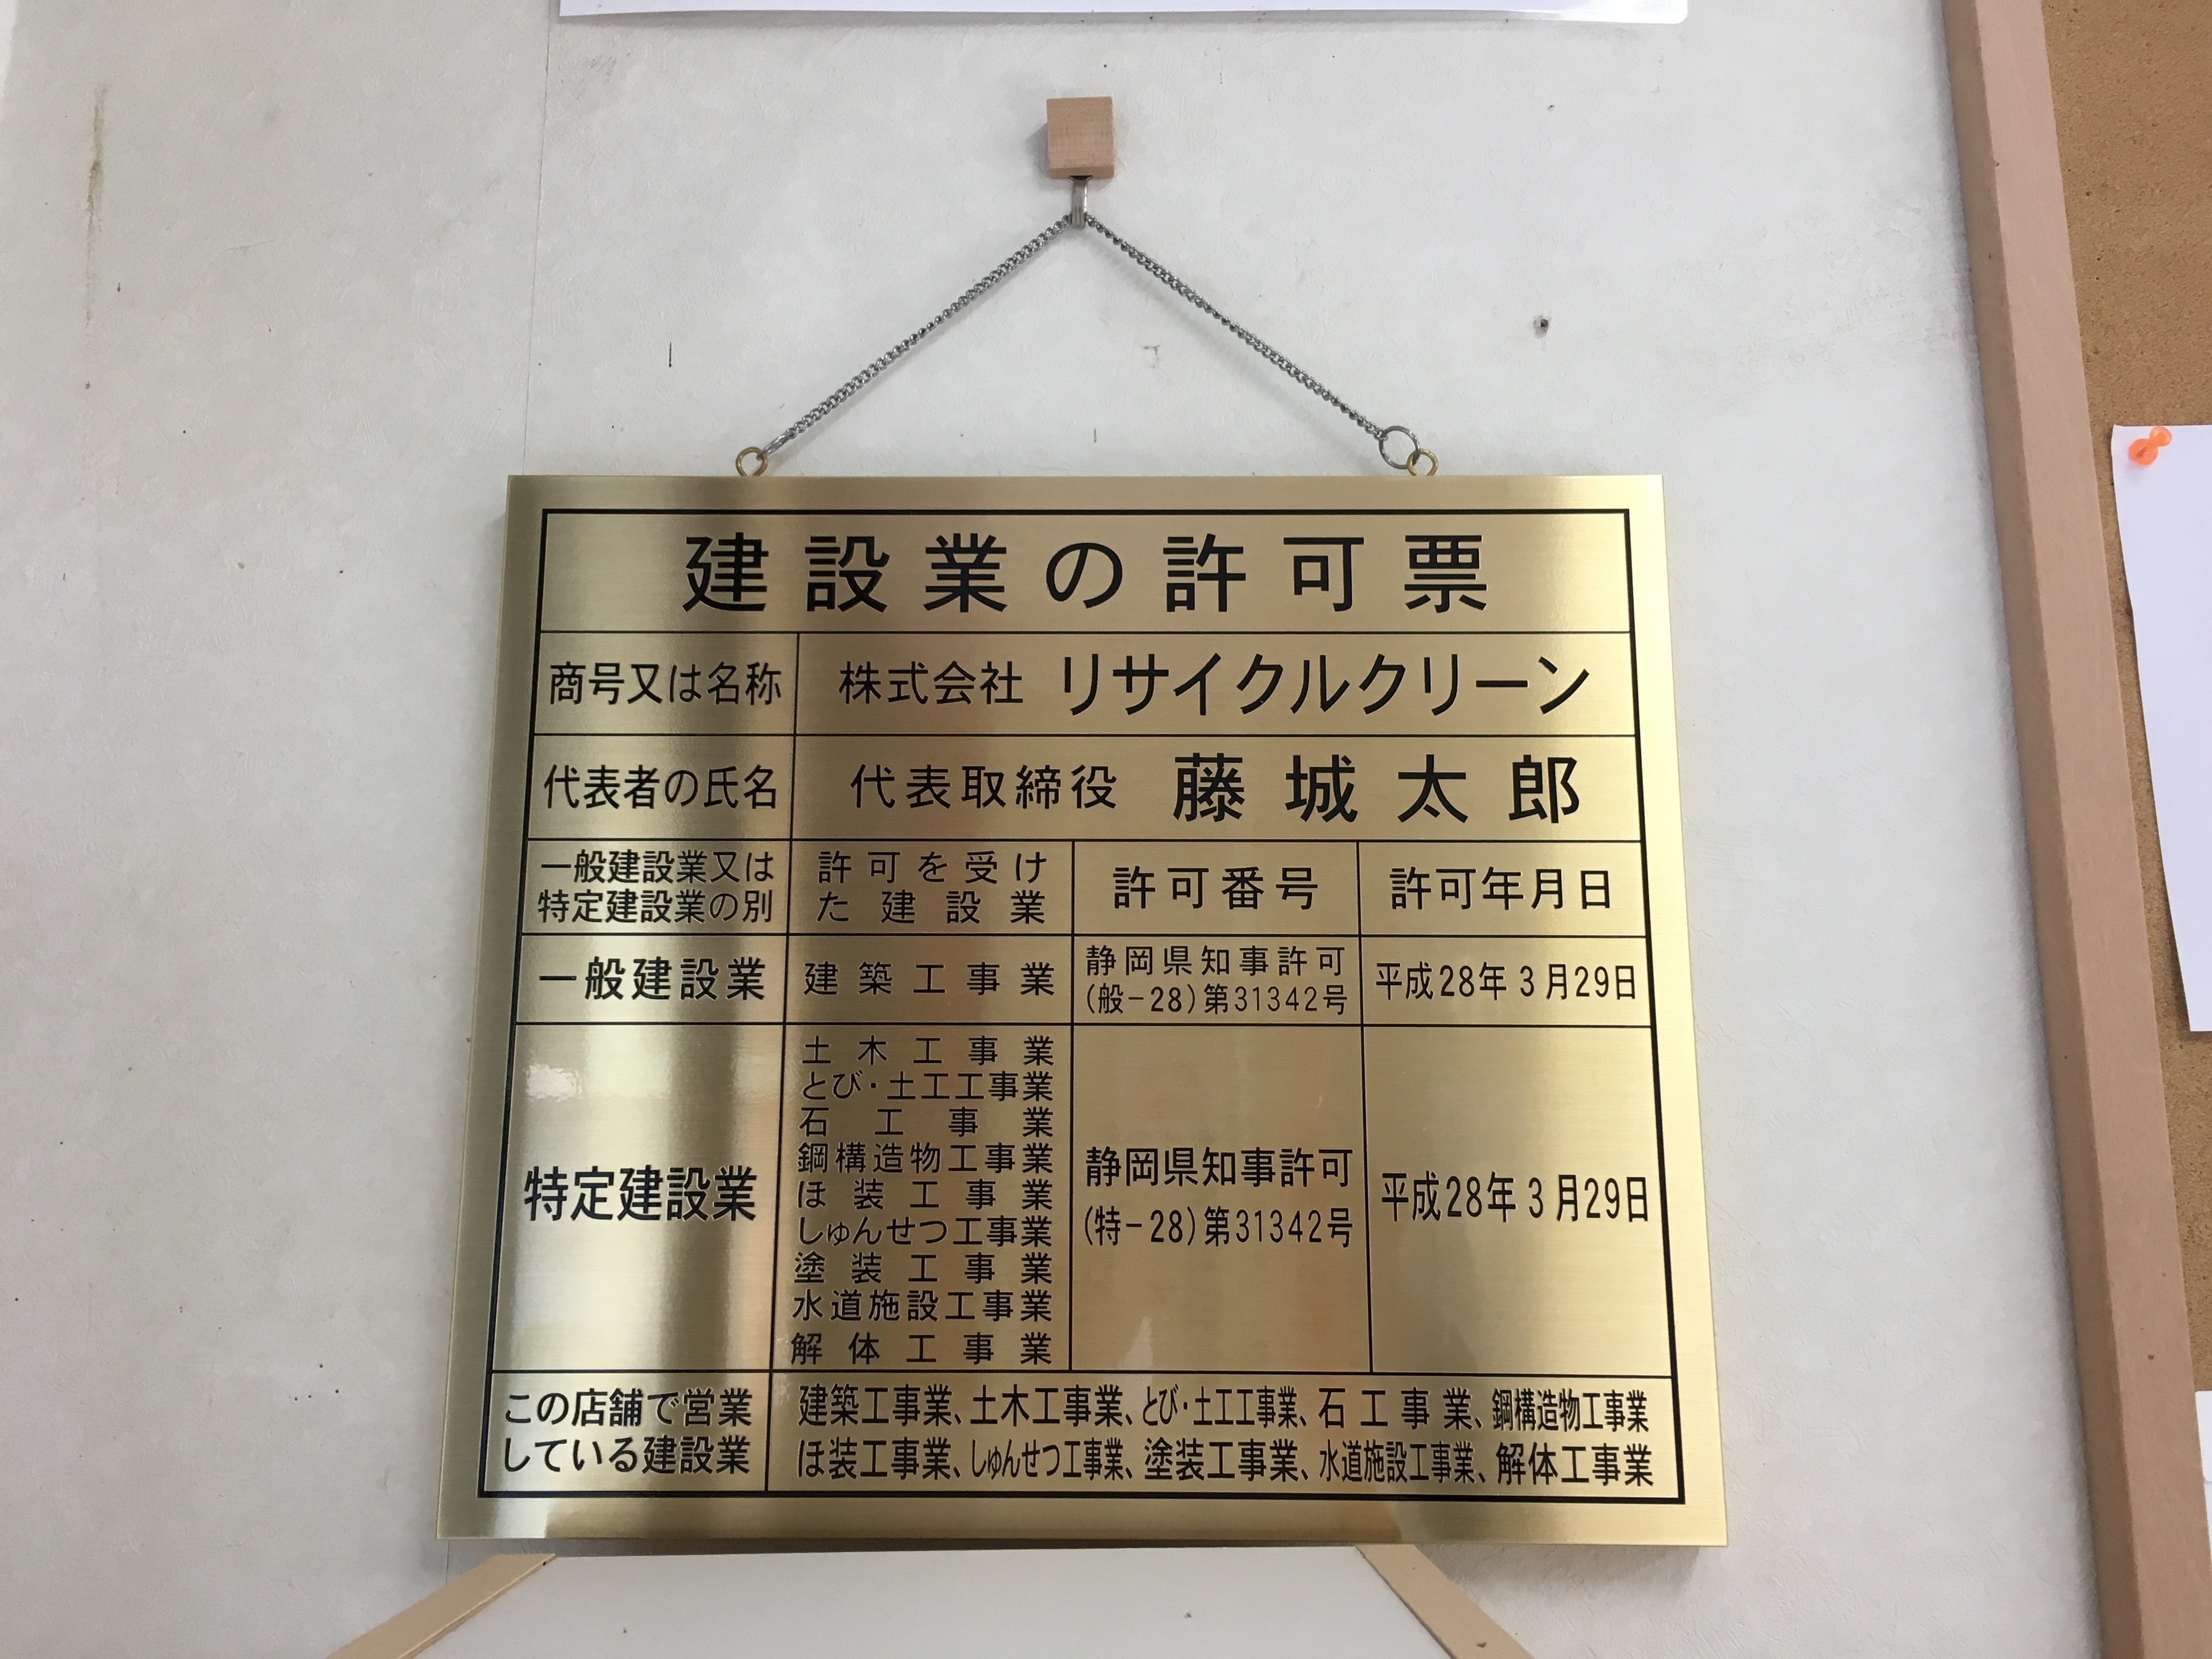 建設業の許可票
商号又は名称 株式会社 リサイクルクリーン
代表者の氏名 代表取締役 藤城太郎
一般建設業又は
特定建設業の別
許可を受け
た建設業
許可番号
許可年月日
一般建設業
建築工事業
静岡県知事許可
(般-28)第31342号
平成28年3月29日
特定建設業
土木工事業
とび・土工工事業
石工事業
鋼構造物工事業
ほ装工事業
しゅんせつ工事業
塗装工事業
水道施設工事業
解体工事業
静岡県知事許可
(特-28)第31342号
平成28年3月29日
この店舗で営業
している建設業
建築工事業、土木工事業、とび・土工工事業、石工事業、鋼構造物工事業
ほ装工事業、しゅんせつ工事業、塗装工事業、水道施設工事業、解体工事業